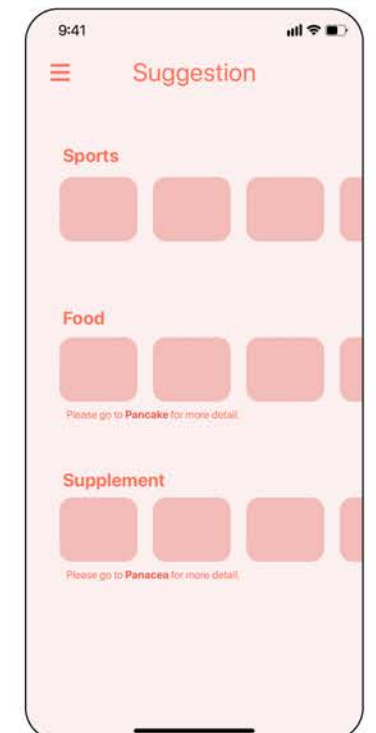 9:41
Suggestion
Sports
Food
Please go to Pancake for more detail.
Supplement
Please go to Panacea for more detail.